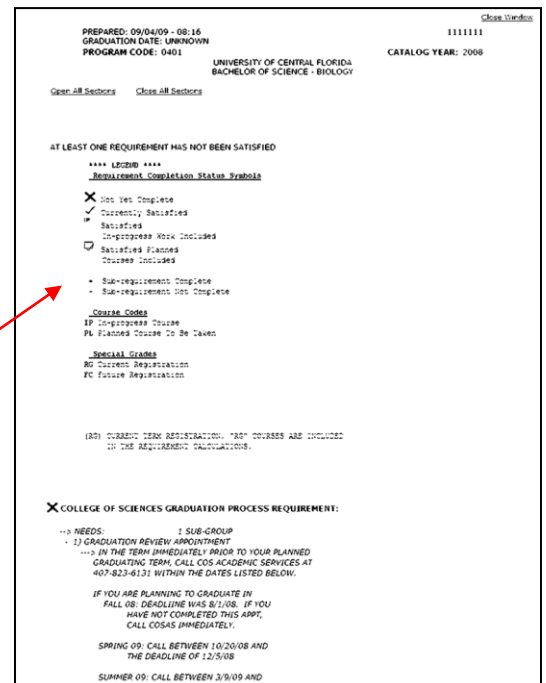 Close Window
PREPARED: 09/04/09 - 08:16 1111111
GRADUATION DATE: UNKNOWN
PROGRAM CODE: 0401 CATALOG YEAR: 2008
UNIVERSITY OF CENTRAL FLORIDA
BACHELOR OF SCIENCE - BIOLOGY
Open All Sections Close All Sections
AT LEAST ONE REQUIREMENT HAS NOT BEEN SATISFIED
**** LEGEND ****
Requirement Completion Status Symbols
Not Yet Complete
Currently Satisfied
IP Satisfied
In-progress Work Included
Satisfied Planned
Courses Included
+ Sub-requirement Complete
- Sub-requirement Not Complete
Course Codes
IP In-progress Course
PL Planned Course To Be Taken
Special Grades
RG Current Registration
FC Future Registration
(RG) CURRENT TERM REGISTRATION. "RG" COURSES ARE INCLUDED
IN THE REQUIREMENT CALCULATIONS.
COLLEGE OF SCIENCES GRADUATION PROCESS REQUIREMENT:
--> NEEDS: 1 SUB-GROUP
- 1) GRADUATION REVIEW APPOINTMENT
---> IN THE TERM IMMEDIATELY PRIOR TO YOUR PLANNED
GRADUATING TERM, CALL COS ACADEMIC SERVICES AT
407-823-6131 WITHIN THE DATES LISTED BELOW.
IF YOU ARE PLANNING TO GRADUATE IN
FALL 08: DEADLIINE WAS 8/1/08. IF YOU
HAVE NOT COMPLETED THIS APPT,
CALL COSAS IMMEDIATELY.
SPRING 09: CALL BETWEEN 10/20/08 AND
THE DEADLINE OF 12/5/08
SUMMER 09: CALL BETWEEN 3/9/09 AND